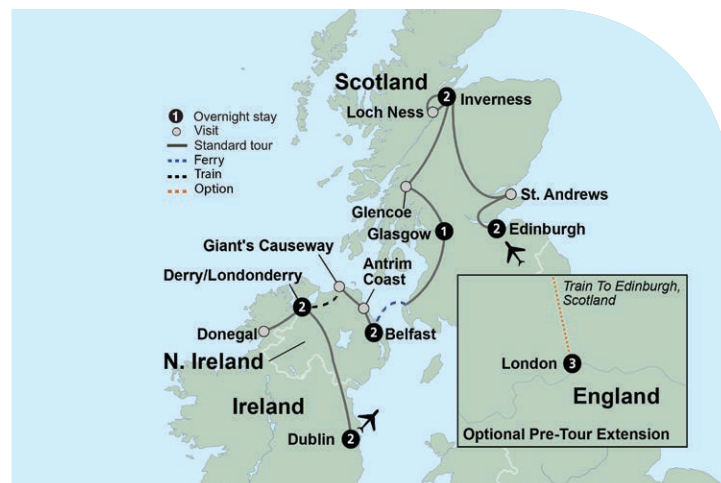 Scotland
2
Inverness
Loch Ness
1 Overnight stay
Visit
Standard tour
Ferry
Train
Option
St. Andrews
Glencoe
2
Edinburgh
Glasgow
1
Giant's Causeway
Antrim
Coast
Derry/Londonderry
2
Donegal
2
Belfast
N. Ireland
Ireland
Dublin
2
Train To Edinburgh,
Scotland
London
3
England
Optional Pre-Tour Extension